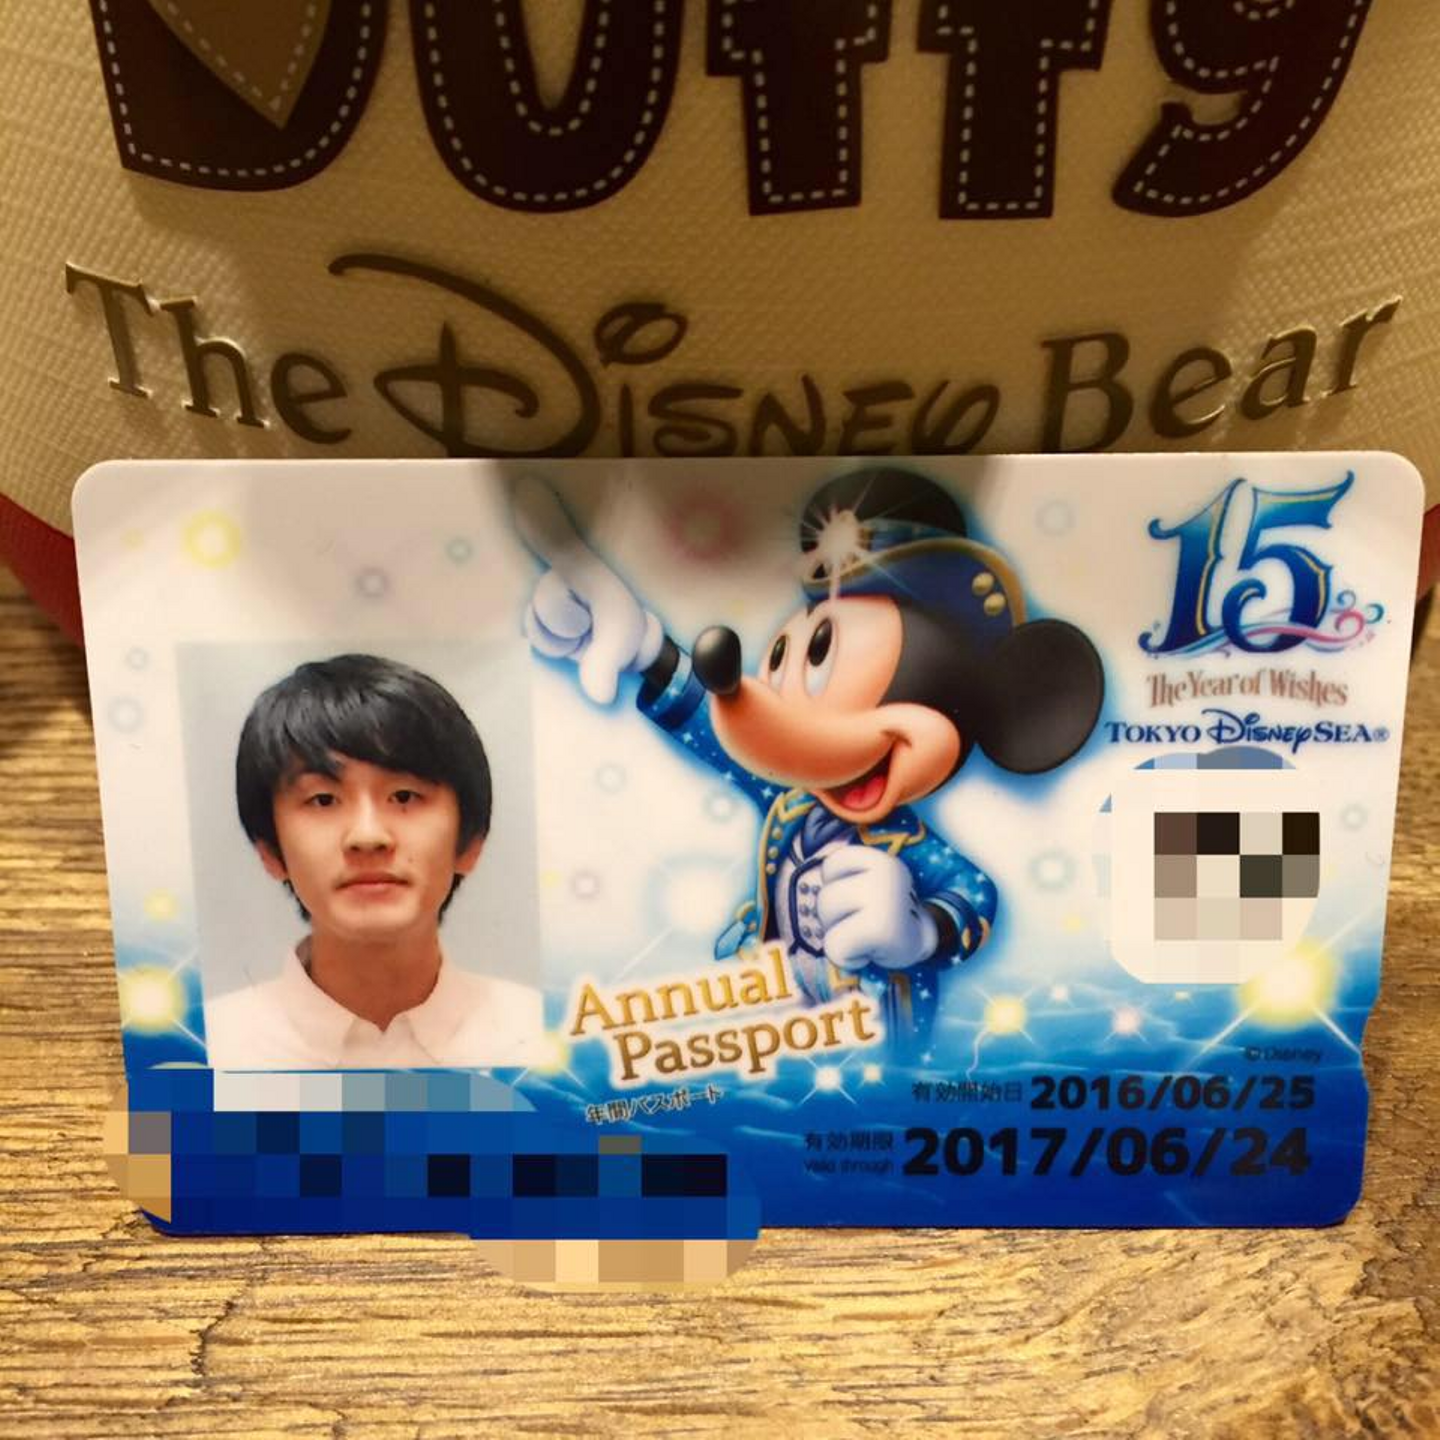 Duffy
The Disney Bear
15
The Year of Wishes
TOKYO DisneySEA®
Annual
Passport
年間パスポート
© Disney
有効開始日 2016/06/25
有効期限 2017/06/24
Valid through